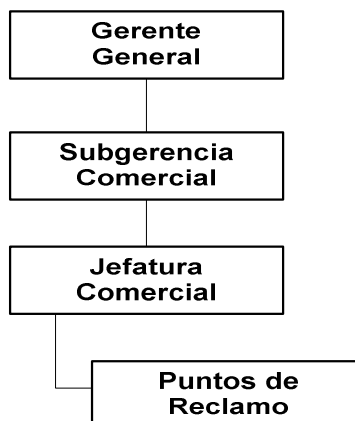 Gerente
General
Subgerencia
Comercial
Jefatura
Comercial
Puntos de
Reclamo